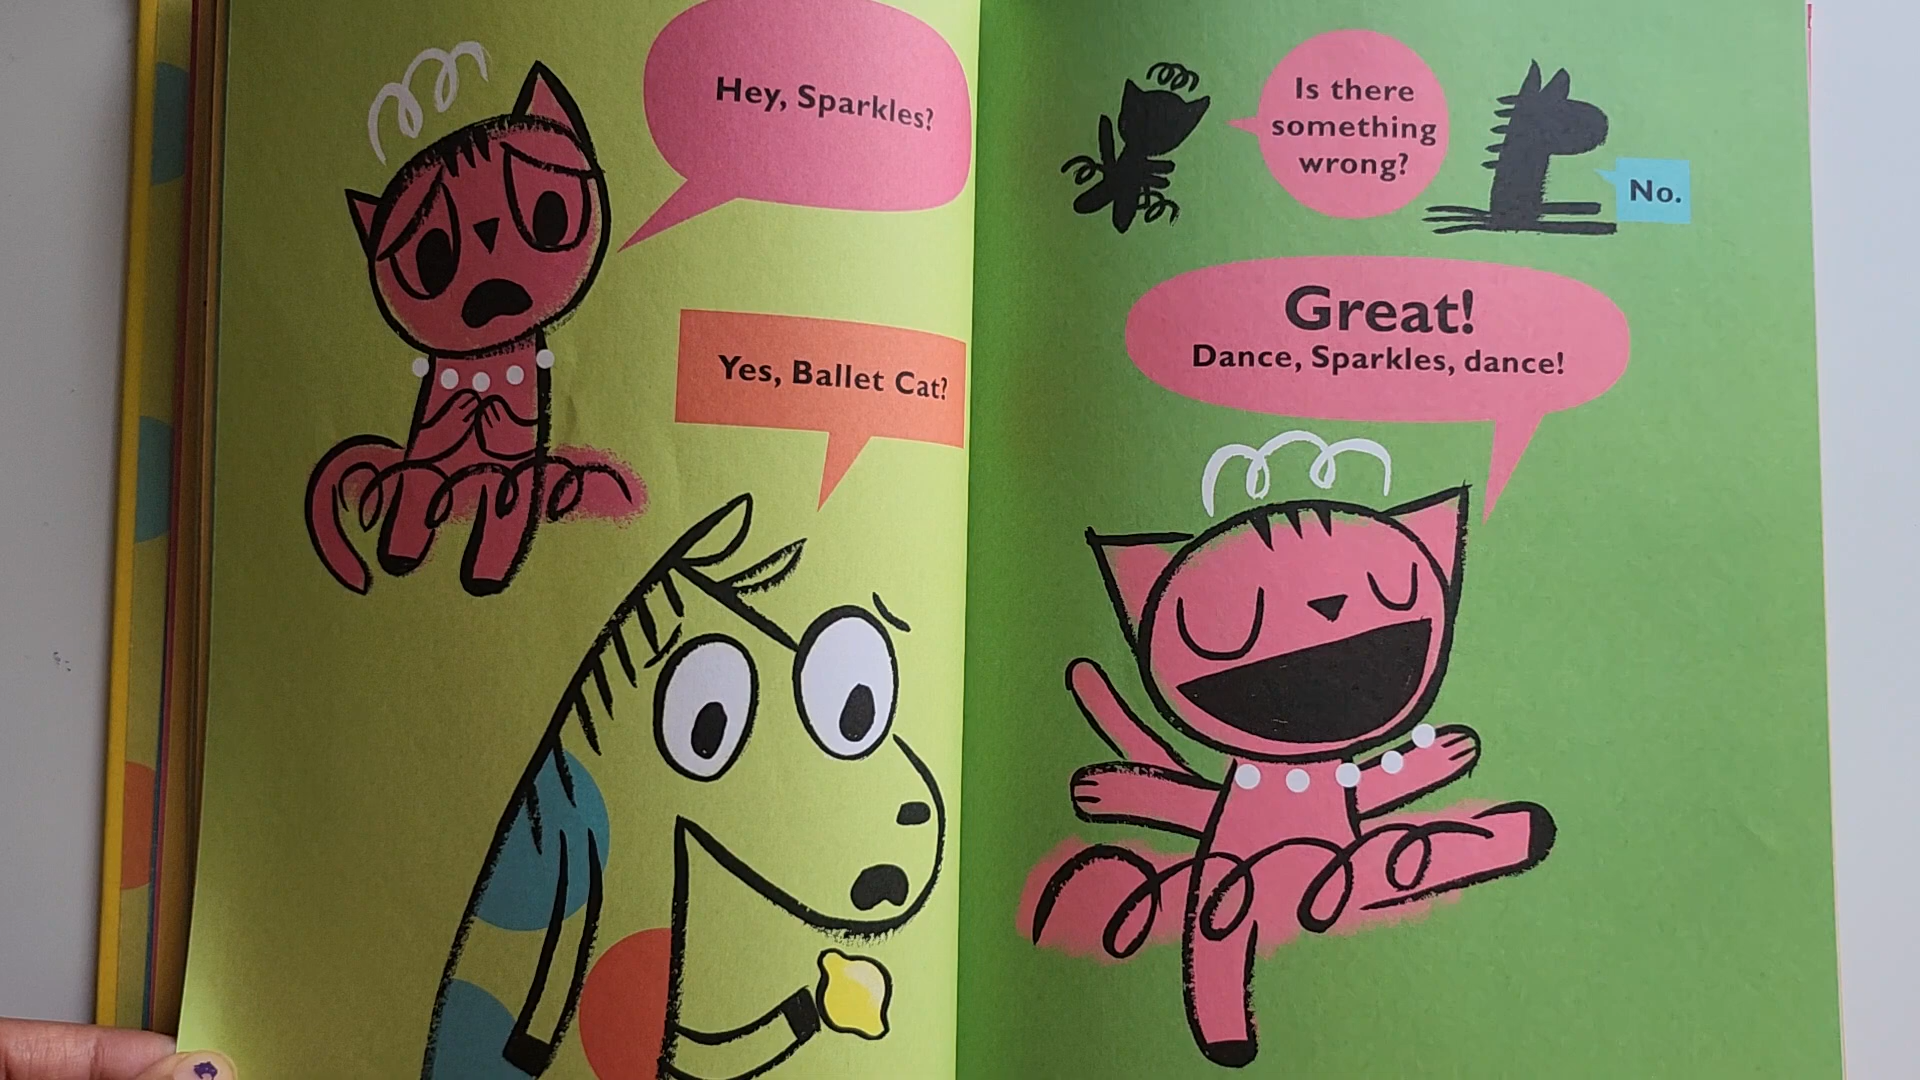 Hey, Sparkles?
Yes, Ballet Cat?
Is there
something
wrong?
No.
Great!
Dance, Sparkles, dance!